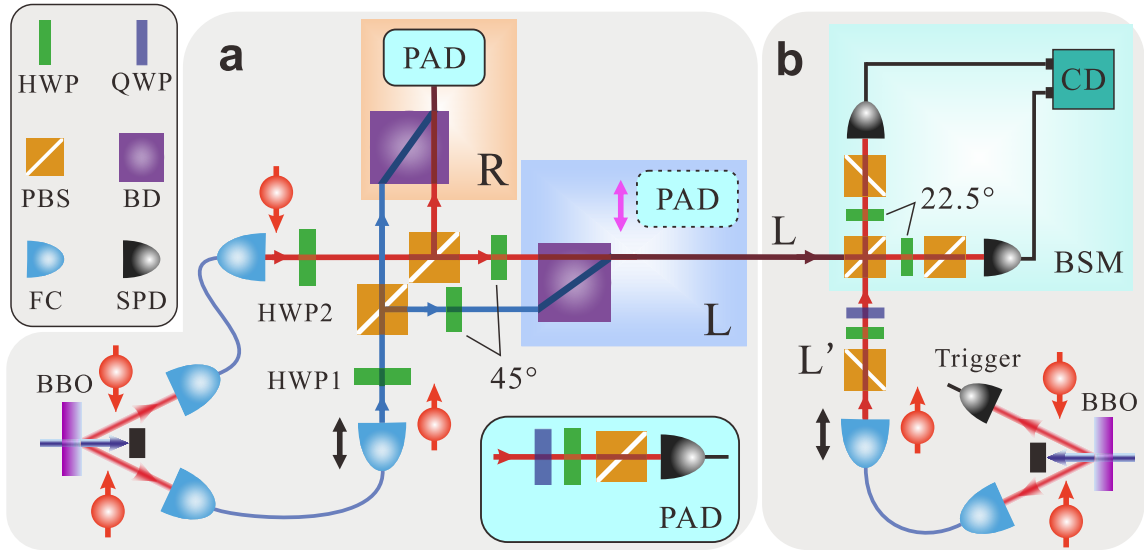 HWP QWP
PBS BD
FC SPD
a
PAD
R
HWP2
PAD
L
HWP1
45°
BBO
PAD
b
CD
22.5°
L
BSM
L’
Trigger
BBO